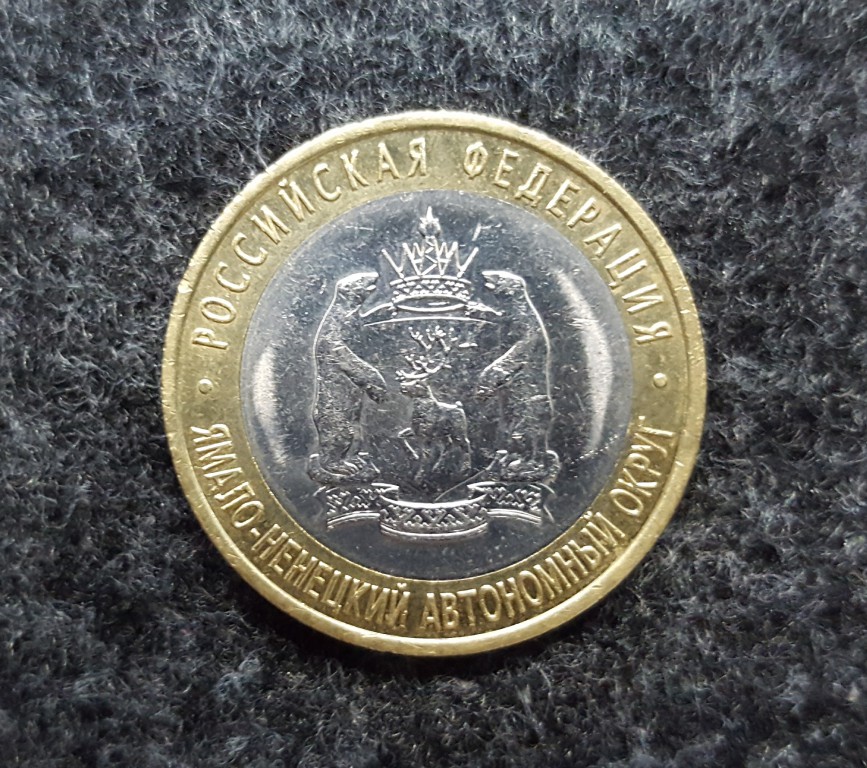 РОССИЙСКАЯ ФЕДЕРАЦИЯ
ЯМАЛО-НЕНЕЦКИЙ АВТОНОМНЫЙ ОКРУГ